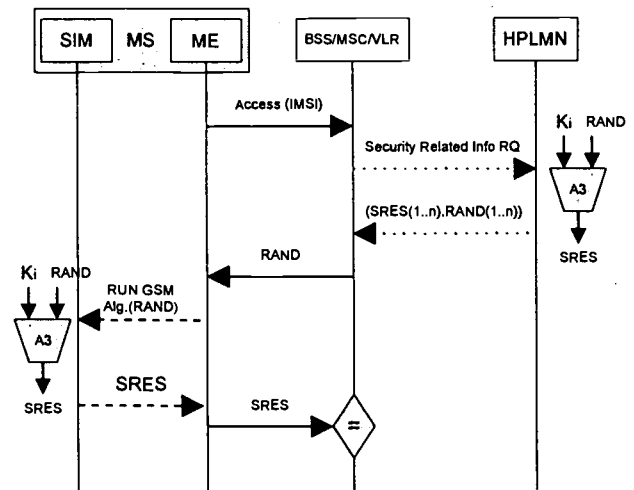 SIM MS ME BSS/MSC/VLR HPLMN
Access (IMSI)
Ki RAND
Security Related Info RQ
A3
(SRES(1..n).RAND(1..n))
SRES
RAND
Ki RAND
RUN GSM
Alg.(RAND)
A3
SRES
SRES
SRES
=